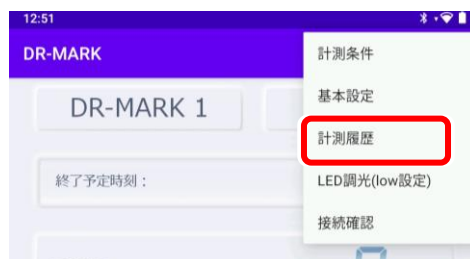 12:51
DR-MARK
計測条件
基本設定
DR-MARK 1
計測履歴
終了予定時刻：
LED調光(low設定)
接続確認